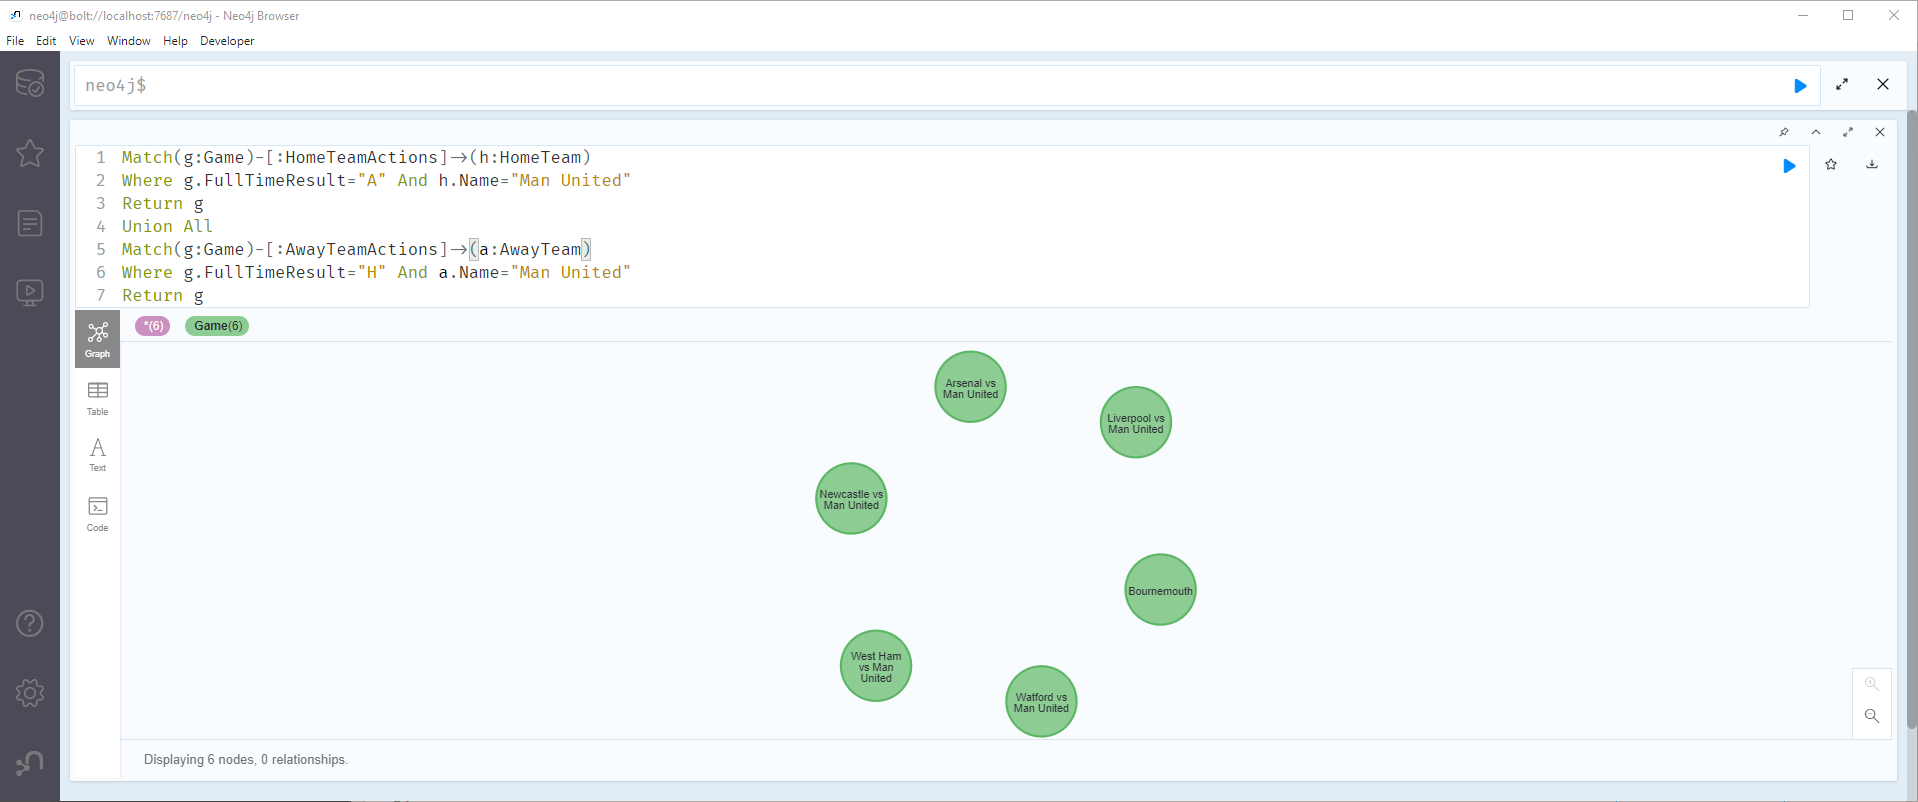 neo4j@bolt://localhost:7687/neo4j - Neo4j Browser
File Edit View Window Help Developer
neo4j$
1 Match(g:Game)-[:HomeTeamActions]->(h:HomeTeam)
2 Where g.FullTimeResult="A" And h.Name="Man United"
3 Return g
4 Union All
5 Match(g:Game)-[:AwayTeamActions]->(a:AwayTeam)
6 Where g.FullTimeResult="H" And a.Name="Man United"
7 Return g
*(6) Game(6)
Graph
Table
Text
Code
Arsenal vs
Man United
Liverpool vs
Man United
Newcastle vs
Man United
Bournemouth
West Ham
vs Man
United
Watford vs
Man United
Displaying 6 nodes, 0 relationships.